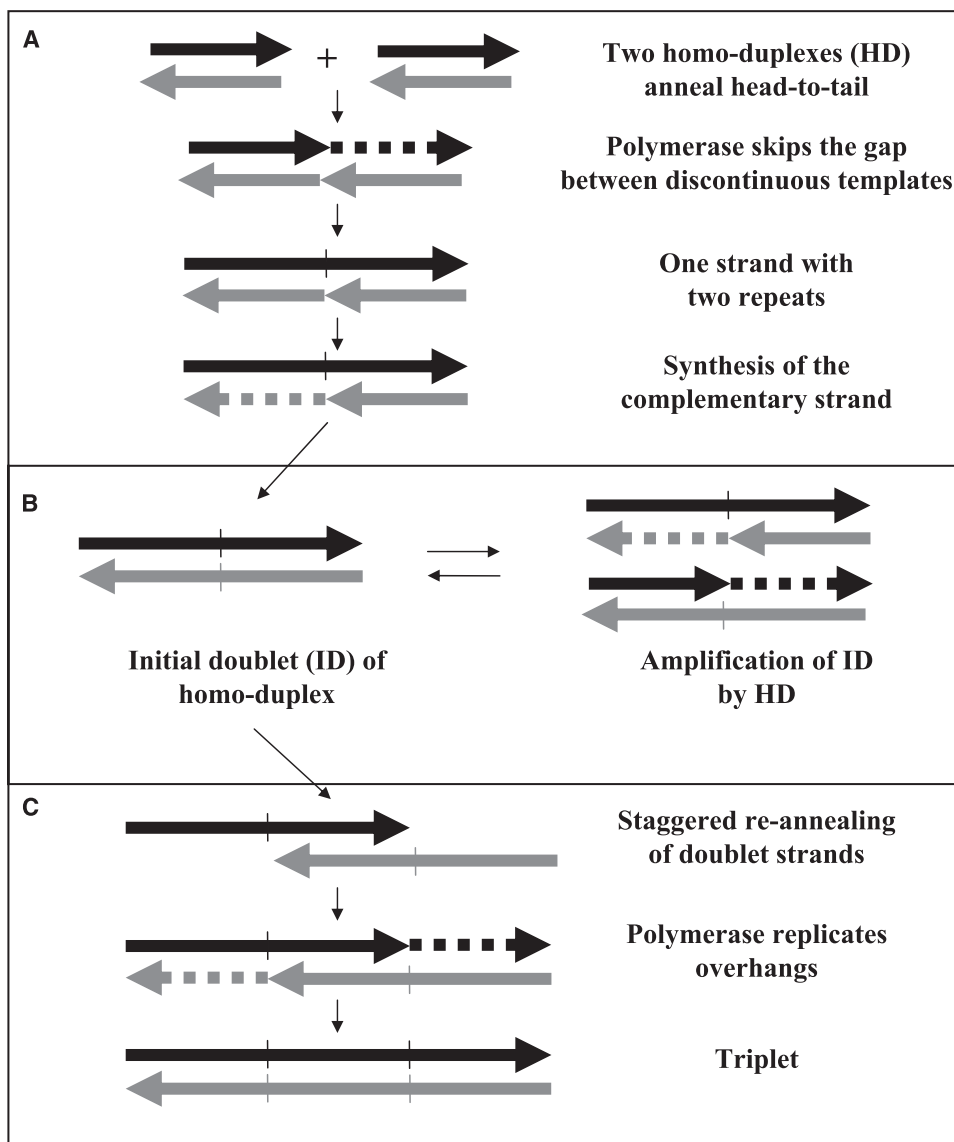 A
+
Two homo-duplexes (HD)
anneal head-to-tail
Polymerase skips the gap
between discontinuous templates
One strand with
two repeats
Synthesis of the
complementary strand
B
Initial doublet (ID) of
homo-duplex
Amplification of ID
by HD
C
Staggered re-annealing
of doublet strands
Polymerase replicates
overhangs
Triplet